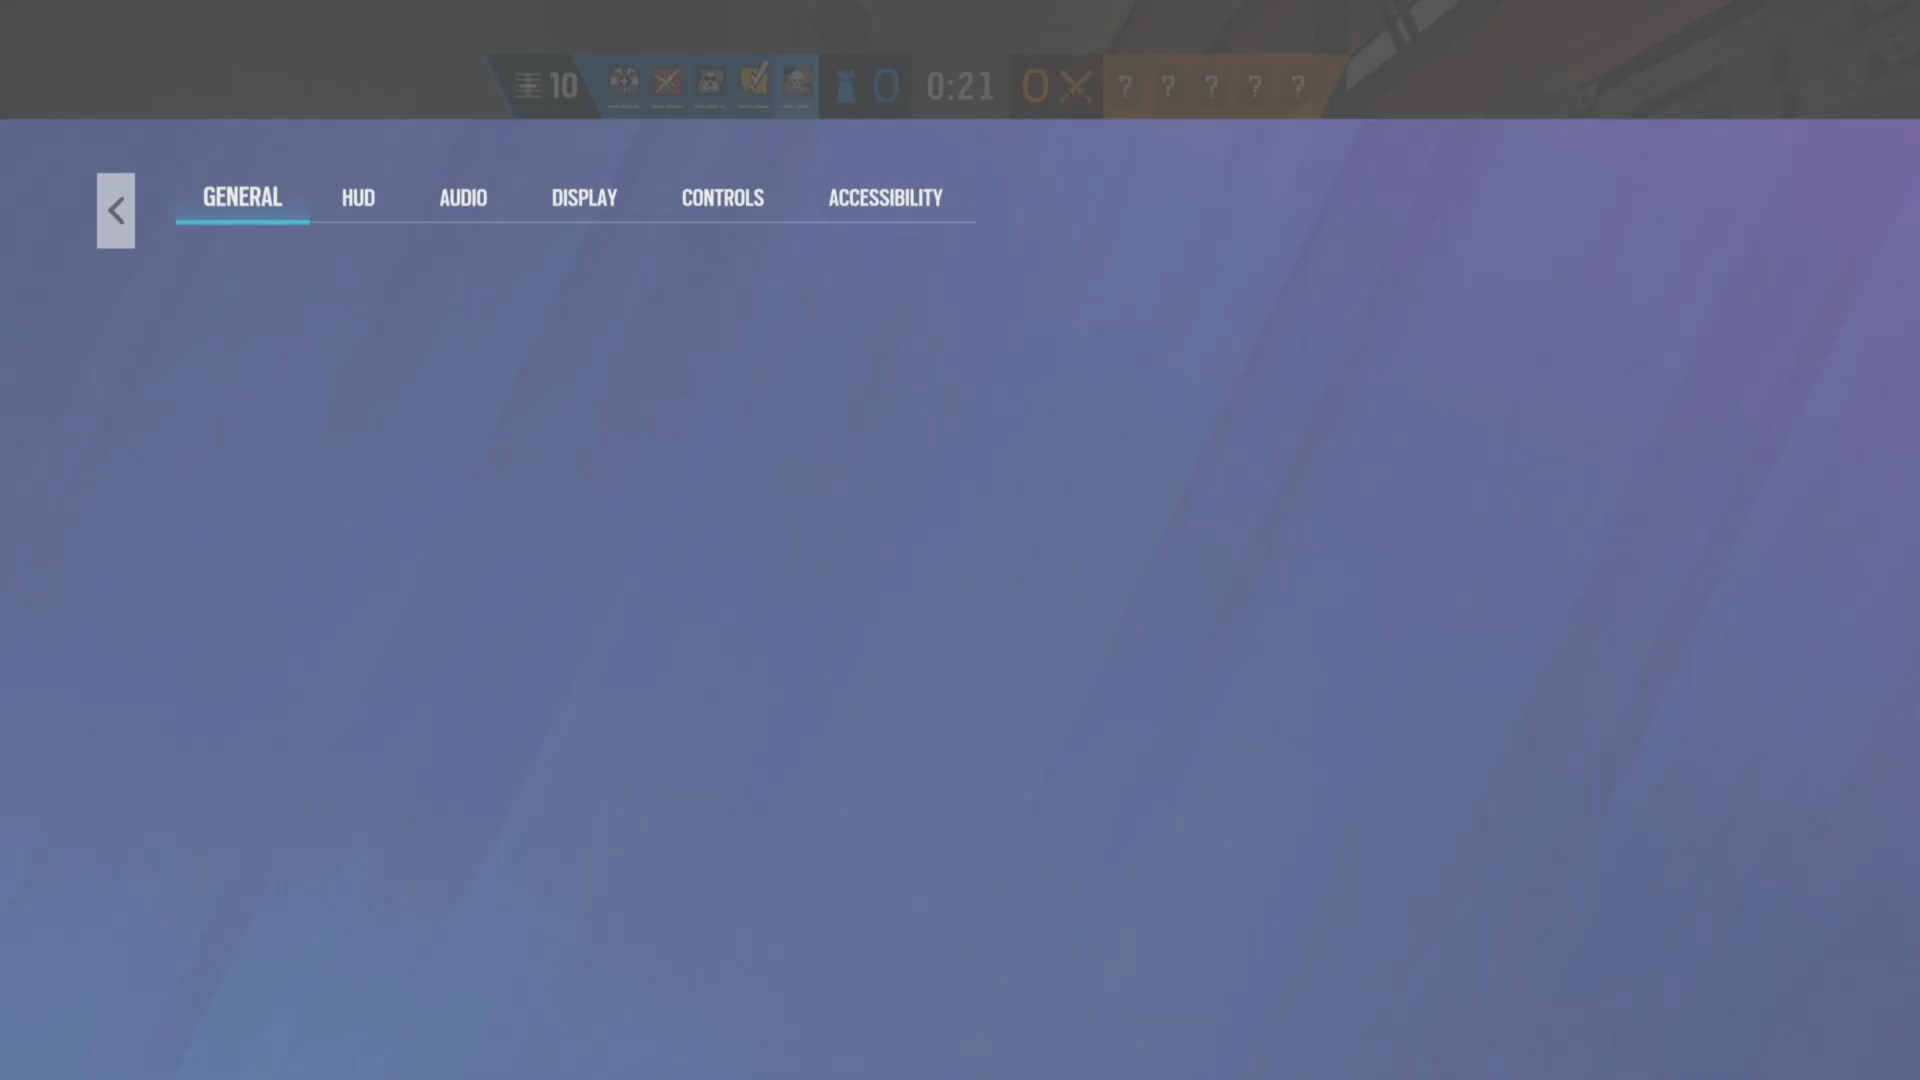 10 0 0:21 0 ? ? ? ? ?
GENERAL HUD AUDIO DISPLAY CONTROLS ACCESSIBILITY